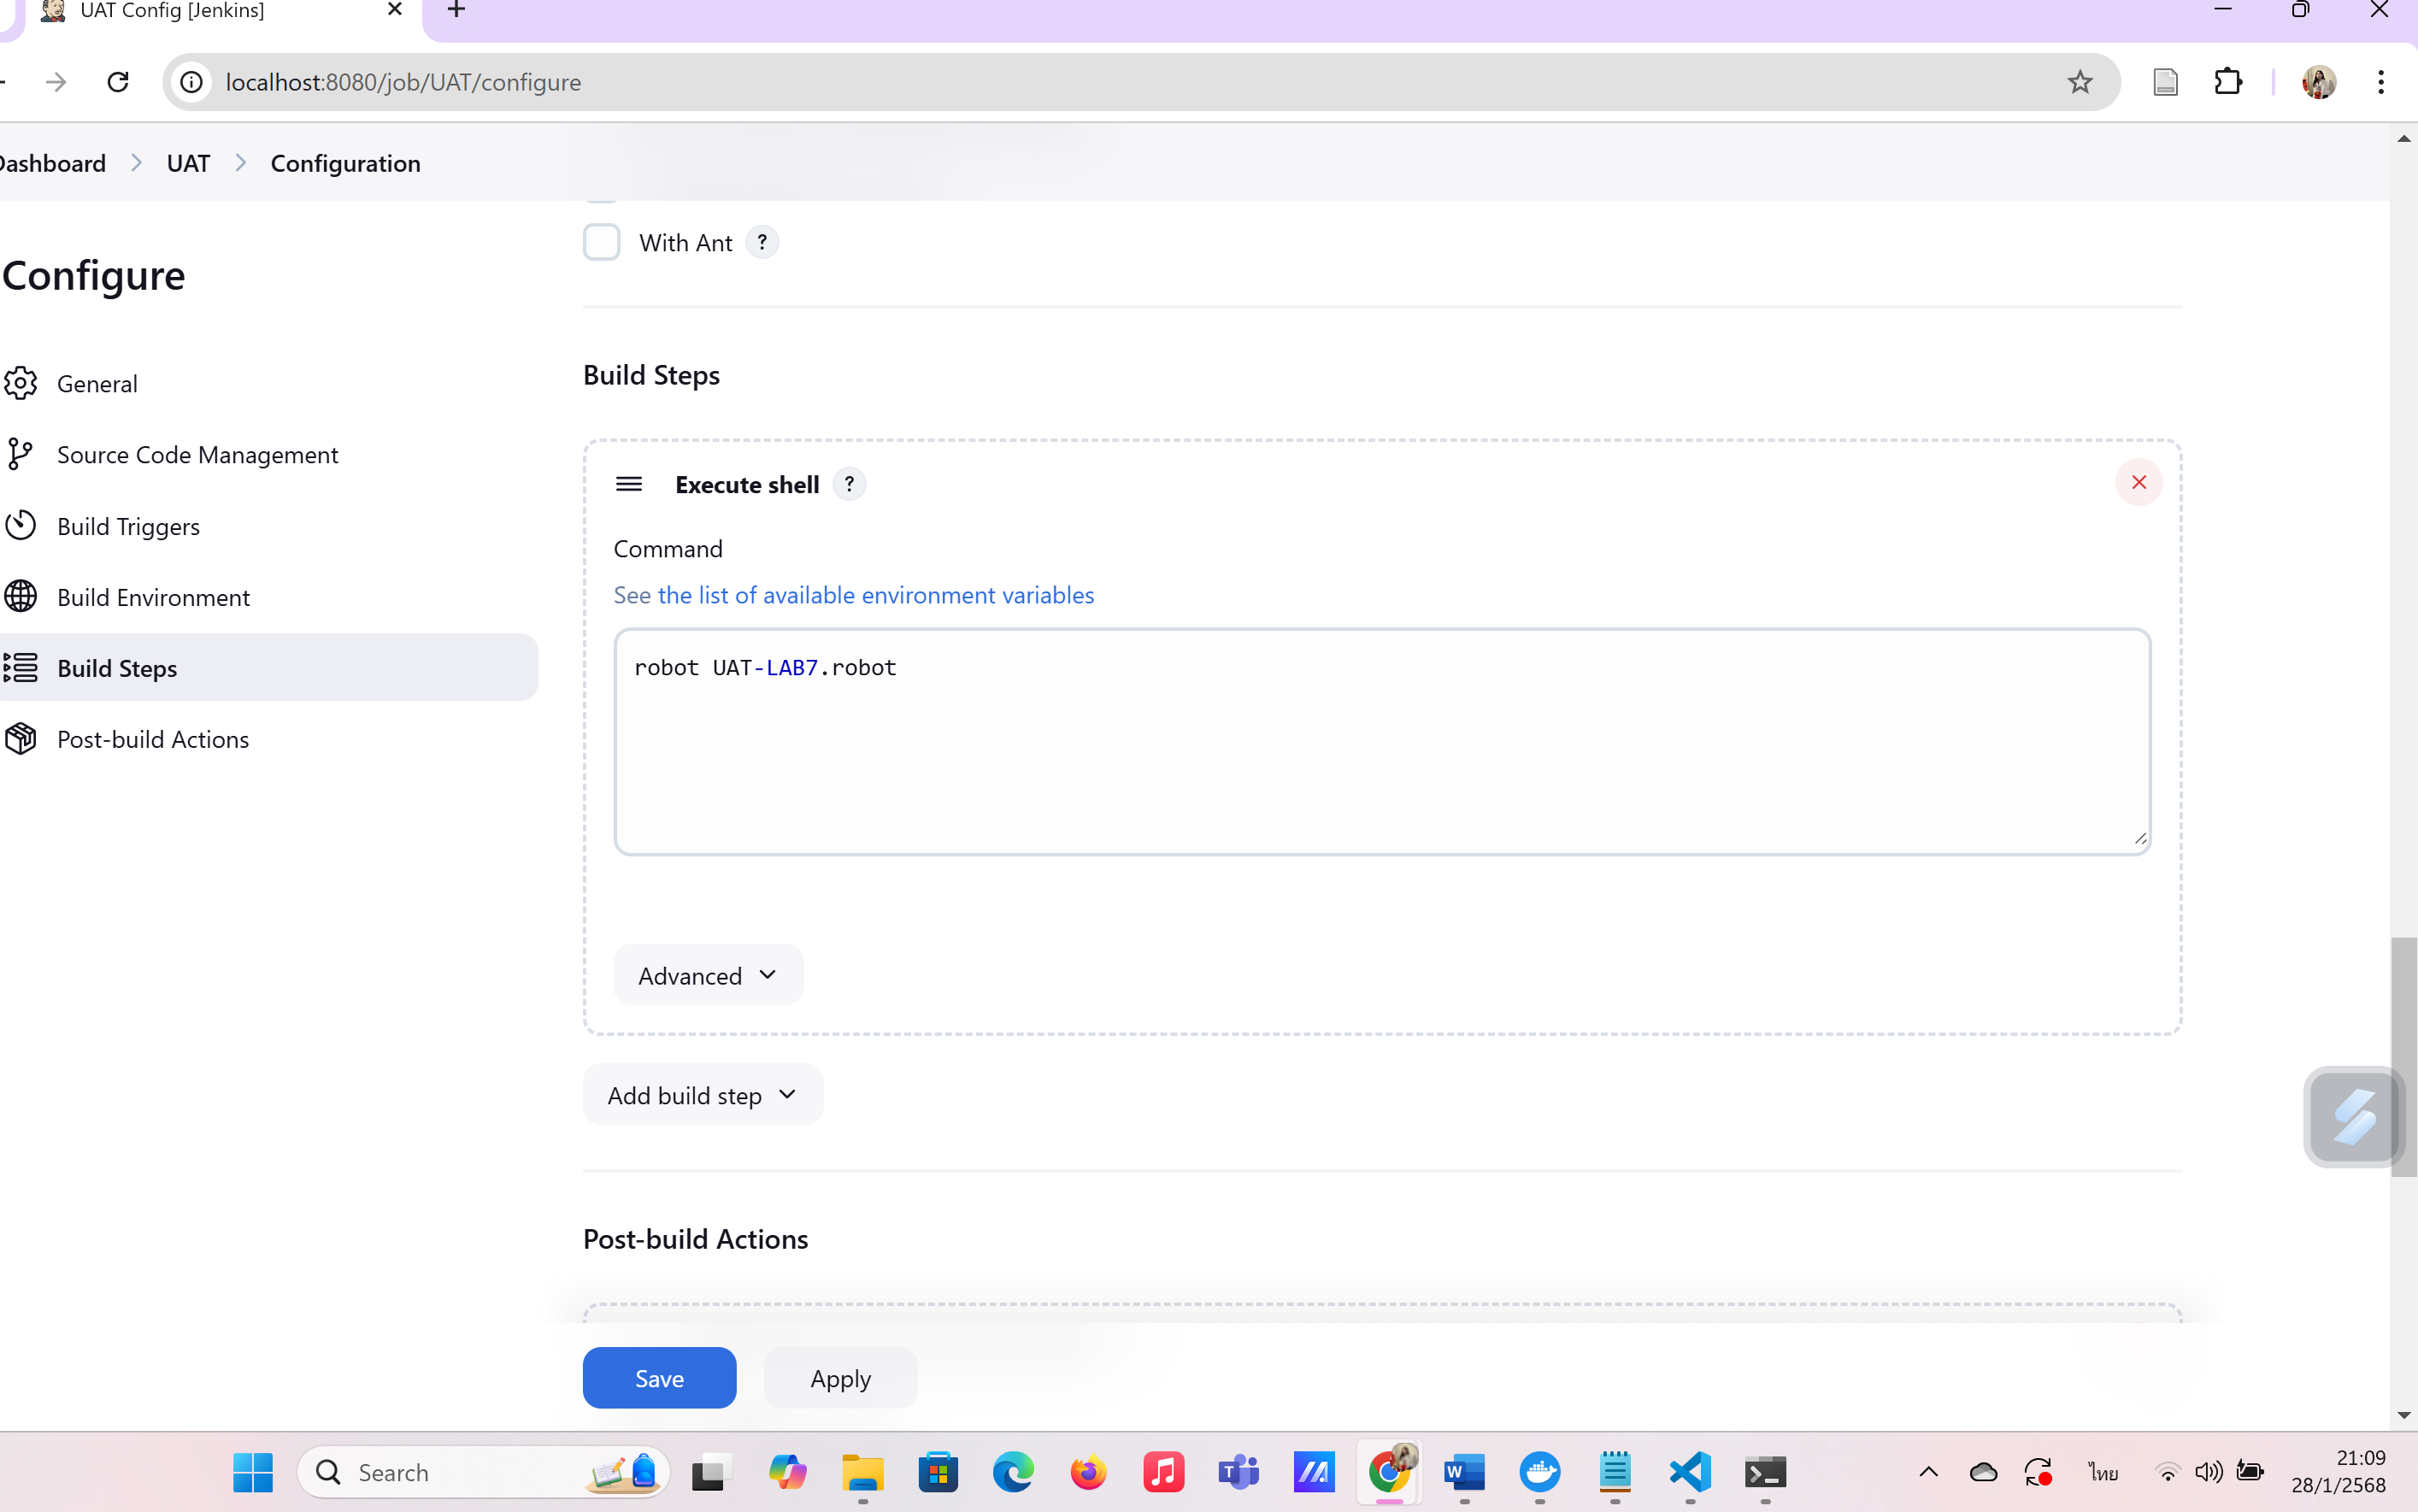 UAT Config [Jenkins]
localhost:8080/job/UAT/configure
Dashboard
UAT
Configuration
Configure
General
Source Code Management
Build Triggers
Build Environment
Build Steps
Post-build Actions
With Ant ?
Build Steps
Execute shell ?
Command
See the list of available environment variables
robot UAT-LAB7.robot
Advanced
Add build step
Post-build Actions
Save
Apply
Search
ไทย
21:09
28/1/2568